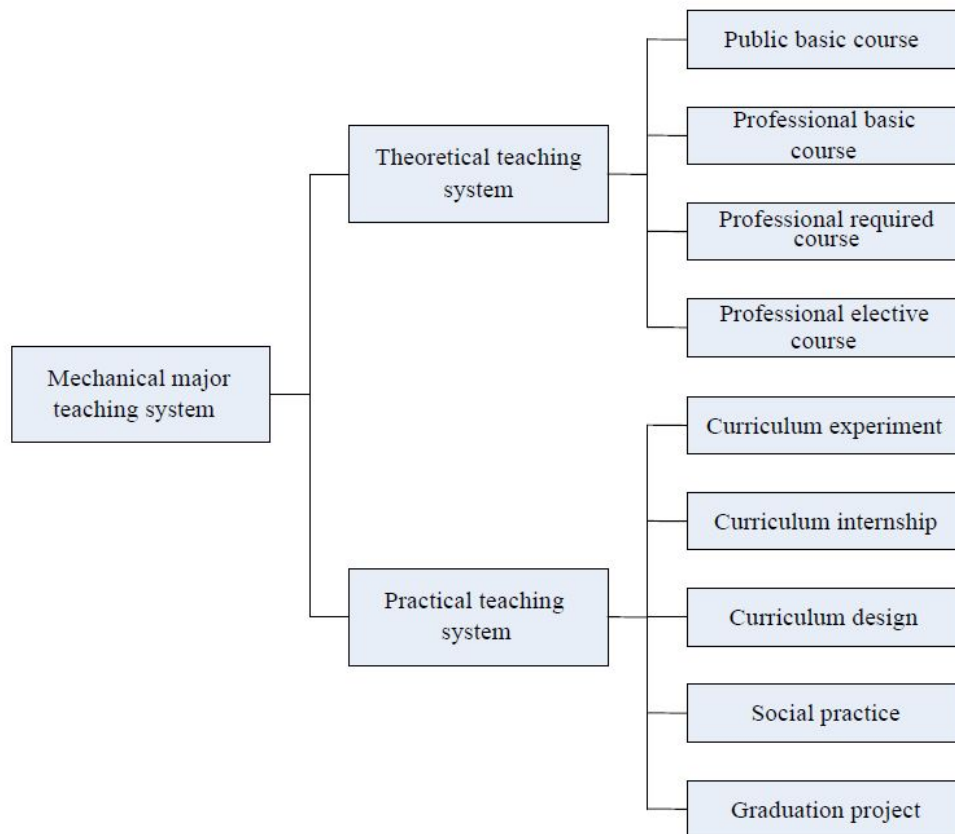 Public basic course
Professional basic
course
Theoretical teaching
system
Professional required
course
Professional elective
course
Mechanical major
teaching system
Curriculum experiment
Curriculum internship
Practical teaching
system
Curriculum design
Social practice
Graduation project